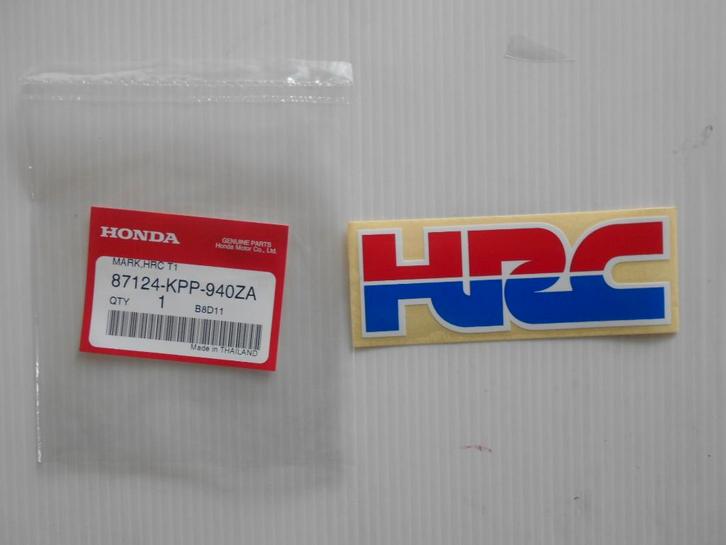 HONDA
GENUINE PARTS
Honda Motor Co., Ltd.
MARK,HRC T1
87124-KPP-940ZA
QTY 1 B8D11
Made in THAILAND
HRC